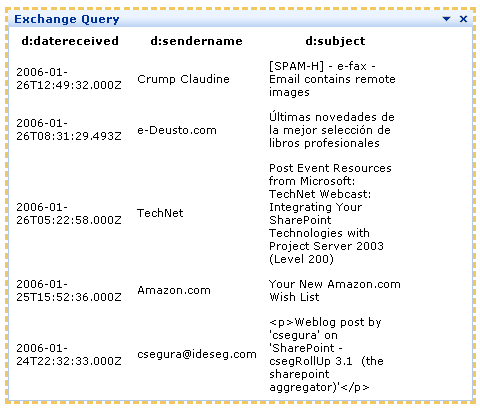 Exchange Query
d:datereceived d:sendername d:subject
2006-01-
26T12:49:32.000Z
Crump Claudine
[SPAM-H] - e-fax -
Email contains remote
images
2006-01-
26T08:31:29.493Z
e-Deusto.com
Últimas novedades de
la mejor selección de
libros profesionales
2006-01-
26T05:22:58.000Z
TechNet
Post Event Resources
from Microsoft:
TechNet Webcast:
Integrating Your
SharePoint
Technologies with
Project Server 2003
(Level 200)
2006-01-
25T15:52:36.000Z
Amazon.com
Your New Amazon.com
Wish List
2006-01-
24T22:32:33.000Z
csegura@ideseg.com
<p>Weblog post by
'csegura' on
'SharePoint -
csegRollUp 3.1 (the
sharepoint
aggregator)'</p>